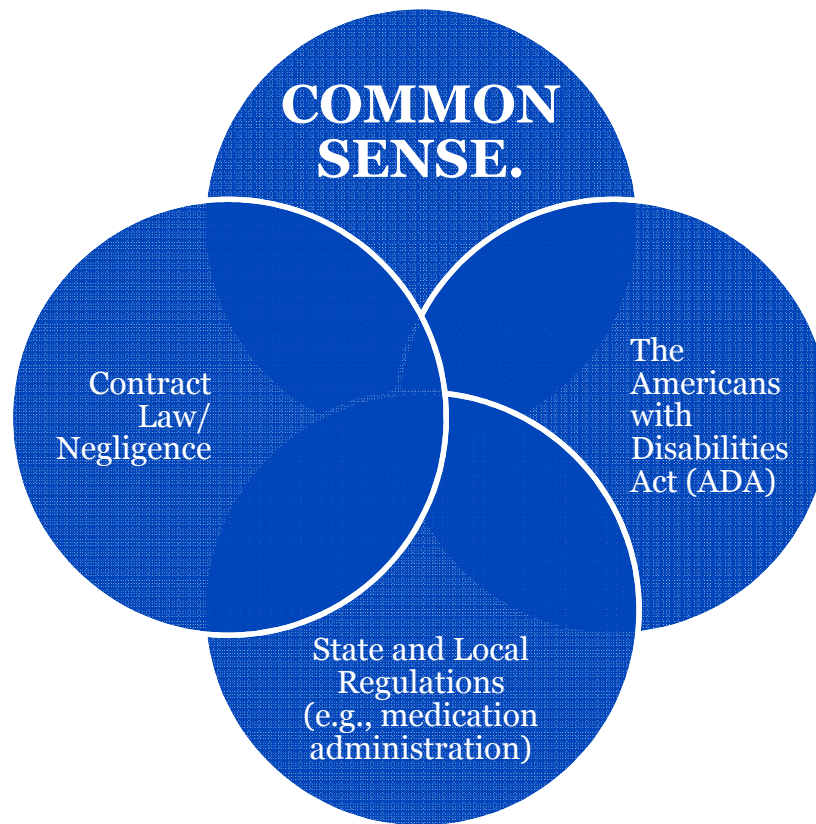 COMMON
SENSE.
Contract
Law/
Negligence
The
Americans
with
Disabilities
Act (ADA)
State and Local
Regulations
(e.g., medication
administration)